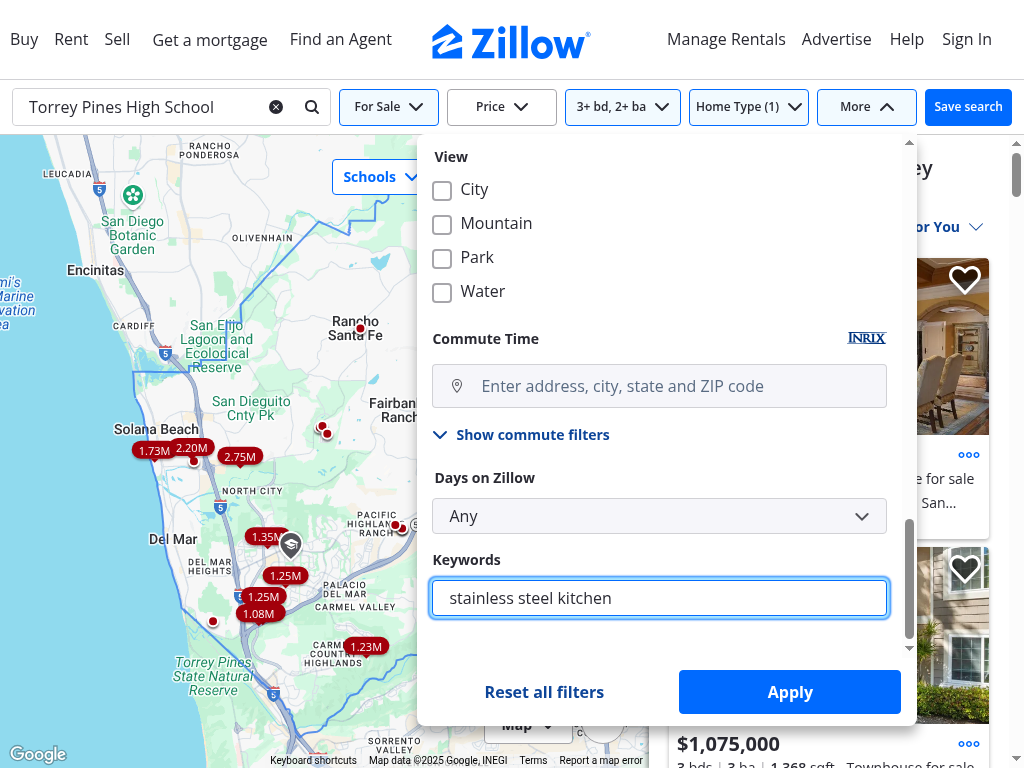 Buy
Rent
Sell
Get a mortgage
Find an Agent
Zillow
Manage Rentals
Advertise
Help
Sign In
Torrey Pines High School
For Sale
Price
3+ bd, 2+ ba
Home Type (1)
More
Save search
RANCHO
PONDEROSA
LEUCADIA
5
Schools
San Diego
Botanic
Garden
OLIVENHAIN
Encinitas
mi's
Marine
vation
ea
CARDIFF
San Elijo
Lagoon and
Ecological
Reserve
5
Rancho
Santa Fe
San Dieguito
Cnty Pk
Fairban
Ranch
Solana Beach
1.73M
2.20M
2.75M
NORTH CITY
5
PACIFIC
HIGHLAN
RANCH
Del Mar
1.35M
DEL MAR
HEIGHTS
1.25M
1.25M
1.08M
PALACIO
DEL MAR
CARMEL VALLEY
1.23M
CARM
COUNTRY
HIGHLANDS
Torrey Pines
State Natural
Reserve
5
SORRENTO
VALLEY
Map
Google
Keyboard shortcuts
Map data ©2025 Google, INEGI
Terms
Report a map error
View
City
Mountain
Park
Water
Commute Time
INRIX
Enter address, city, state and ZIP code
Show commute filters
Days on Zillow
Any
Keywords
stainless steel kitchen
Reset all filters
Apply
ey
or You
e for sale
San...
$1,075,000
3 bds | 3 ba | 1,368 sqft - Townhouse for sale